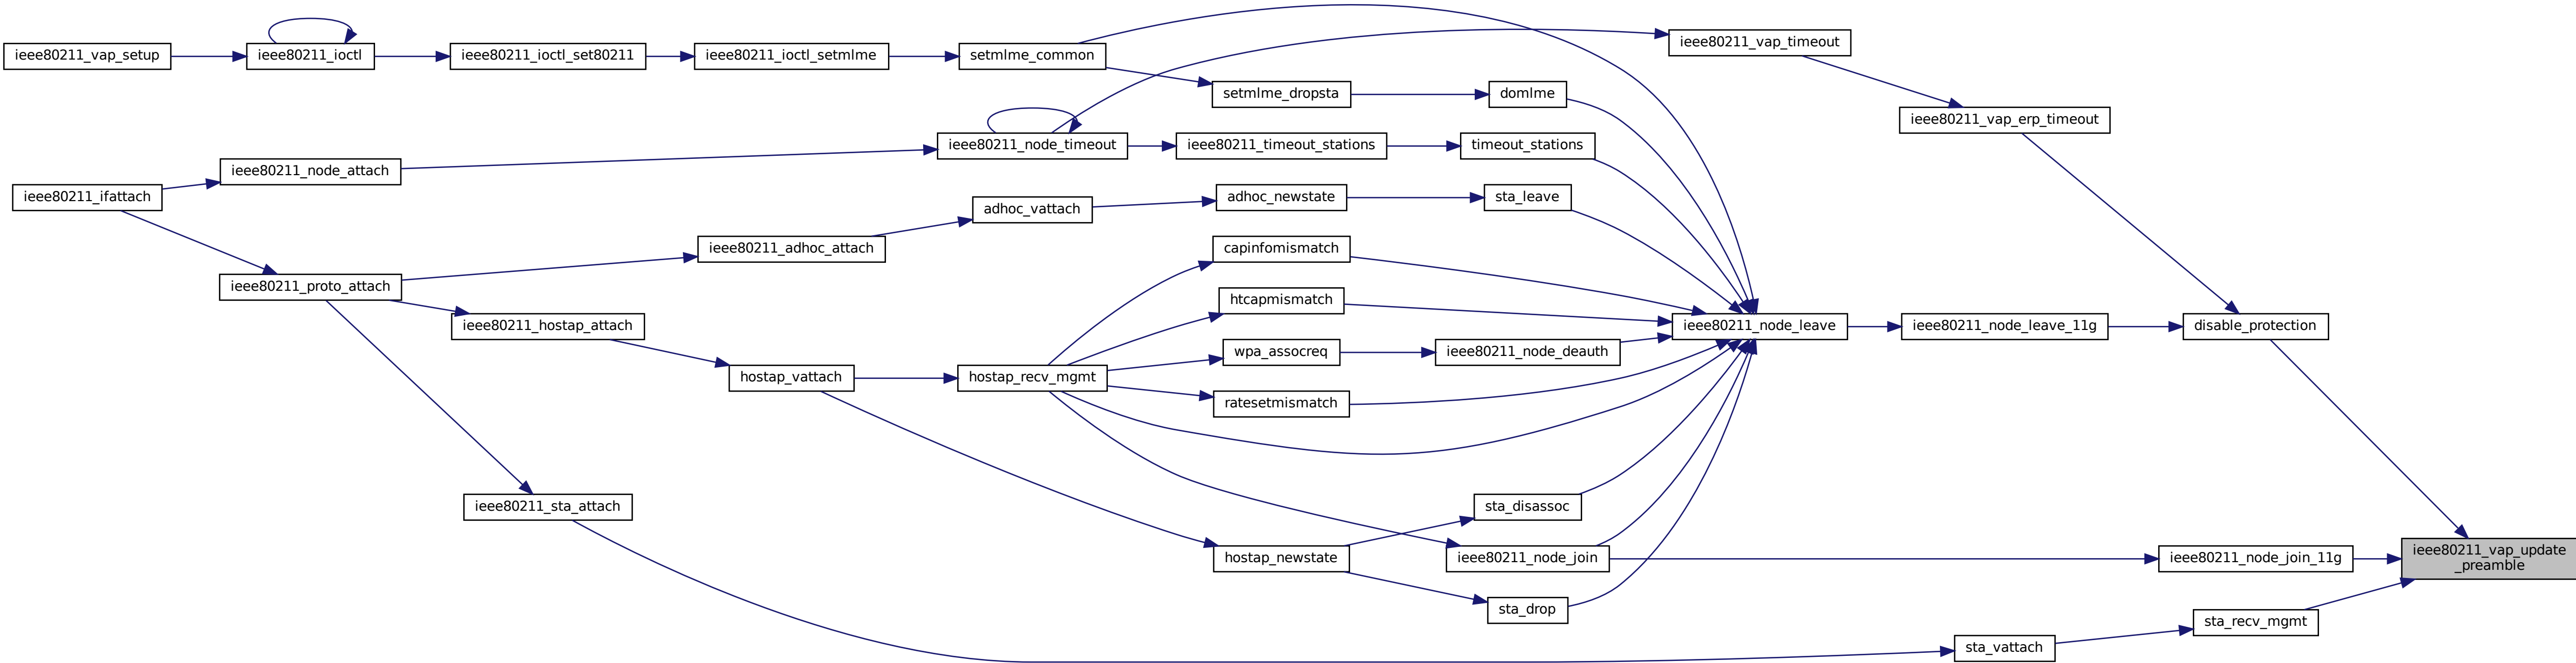 ieee80211_vap_setup
ieee80211_ioctl
ieee80211_ioctl_set80211
ieee80211_ioctl_setmlme
setmlme_common
ieee80211_vap_timeout
setmlme_dropsta
domlme
ieee80211_vap_erp_timeout
ieee80211_node_timeout
ieee80211_timeout_stations
timeout_stations
ieee80211_node_attach
ieee80211_ifattach
adhoc_vattach
adhoc_newstate
sta_leave
ieee80211_adhoc_attach
capinfomismatch
ieee80211_proto_attach
htcapmismatch
ieee80211_hostap_attach
ieee80211_node_leave
ieee80211_node_leave_11g
disable_protection
wpa_assocreq
ieee80211_node_deauth
hostap_vattach
hostap_recv_mgmt
ratesetmismatch
ieee80211_sta_attach
sta_disassoc
hostap_newstate
ieee80211_node_join
ieee80211_node_join_11g
ieee80211_vap_update
_preamble
sta_drop
sta_recv_mgmt
sta_vattach